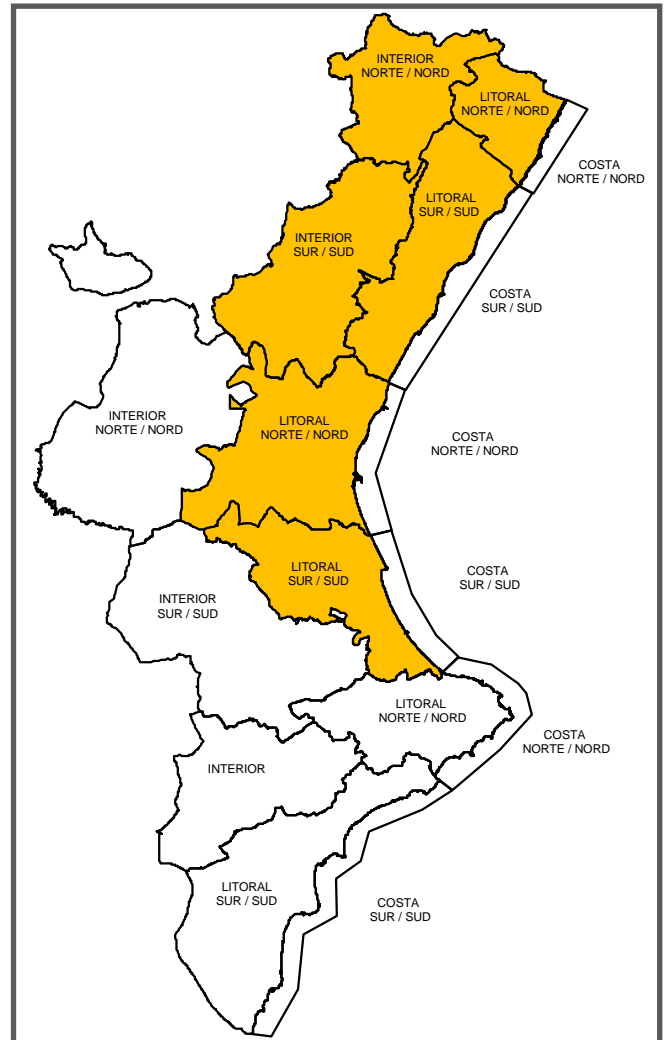 INTERIOR
NORTE / NORD
LITORAL
NORTE / NORD
COSTA
NORTE / NORD
LITORAL
SUR / SUD
INTERIOR
SUR / SUD
COSTA
SUR / SUD
INTERIOR
NORTE / NORD
LITORAL
NORTE / NORD
COSTA
NORTE / NORD
LITORAL
SUR / SUD
COSTA
SUR / SUD
INTERIOR
SUR / SUD
LITORAL
NORTE / NORD
COSTA
NORTE / NORD
INTERIOR
LITORAL
SUR / SUD
COSTA
SUR / SUD